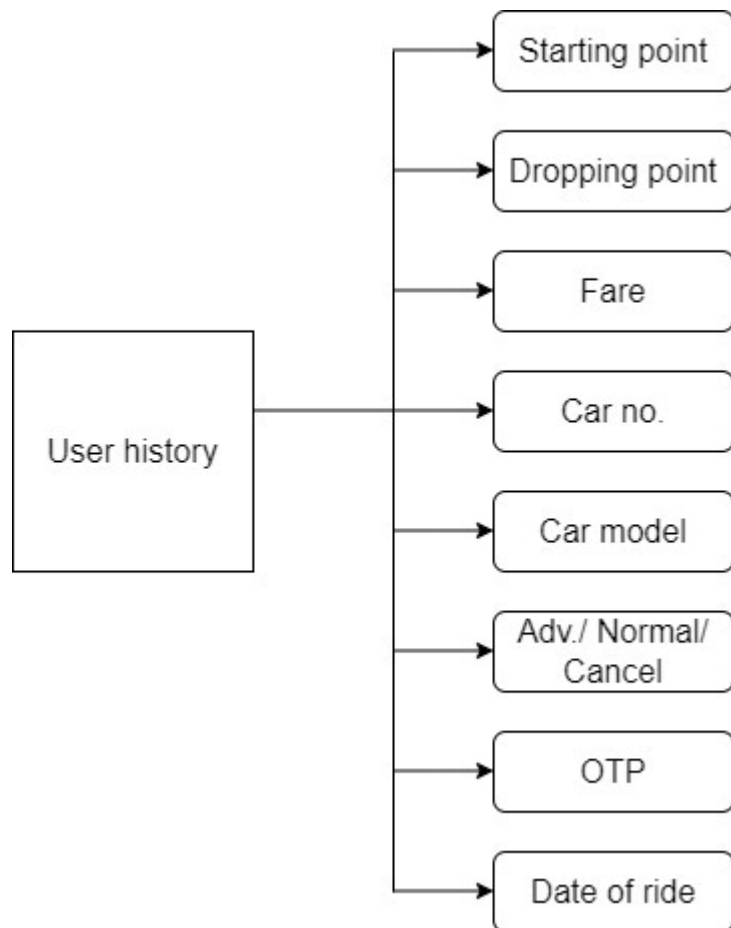 Starting point
Dropping point
Fare
User history
Car no.
Car model
Adv./ Normal/
Cancel
OTP
Date of ride